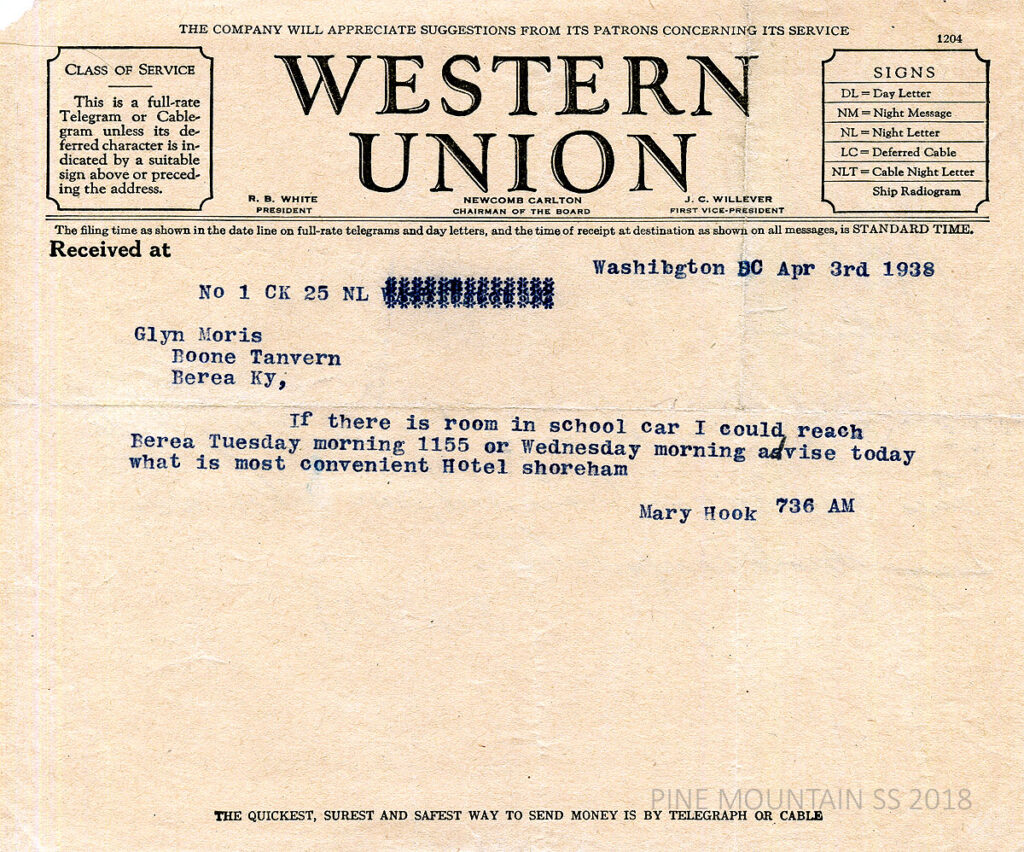 THE COMPANY WILL APPRECIATE SUGGESTIONS FROM ITS PATRONS CONCERNING ITS SERVICE
1204
CLASS OF SERVICE
This is a full-rate
Telegram or Cable-
gram unless its de-
ferred character is in-
dicated by a suitable
sign above or preced-
ing the address.
WESTERN
UNION
R. B. WHITE
PRESIDENT
NEWCOMB CARLTON
CHAIRMAN OF THE BOARD
J. C. WILLEVER
FIRST VICE-PRESIDENT
SIGNS
DL = Day Letter
NM = Night Message
NL = Night Letter
LC = Deferred Cable
NLT = Cable Night Letter
Ship Radiogram
The filing time as shown in the date line on full-rate telegrams and day letters, and the time of receipt at destination as shown on all messages, is STANDARD TIME.
Received at
Washibgton DC Apr 3rd 1938
No 1 CK 25 NL
Glyn Moris
Boone Tanvern
Berea Ky,
If there is room in school car I could reach
Berea Tuesday morning 1155 or Wednesday morning advise today
what is most convenient Hotel shoreham
Mary Hook 736 AM
PINE MOUNTAIN SS 2018
THE QUICKEST, SUREST AND SAFEST WAY TO SEND MONEY IS BY TELEGRAPH OR CABLE